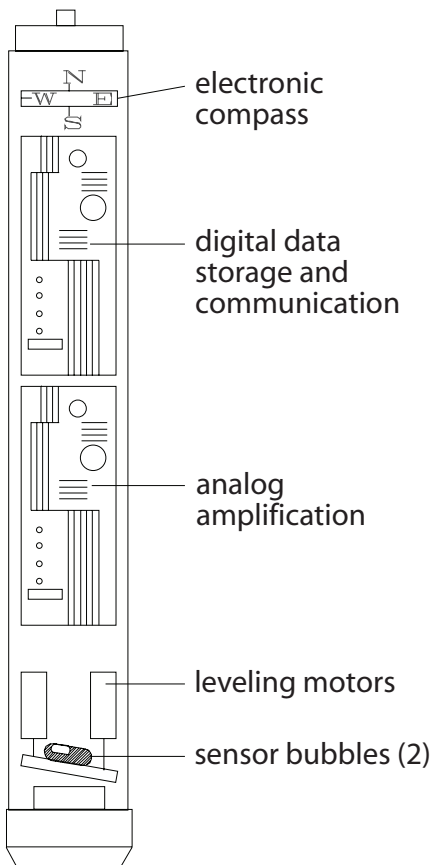 N
W E
S
electronic
compass
digital data
storage and
communication
analog
amplification
leveling motors
sensor bubbles (2)